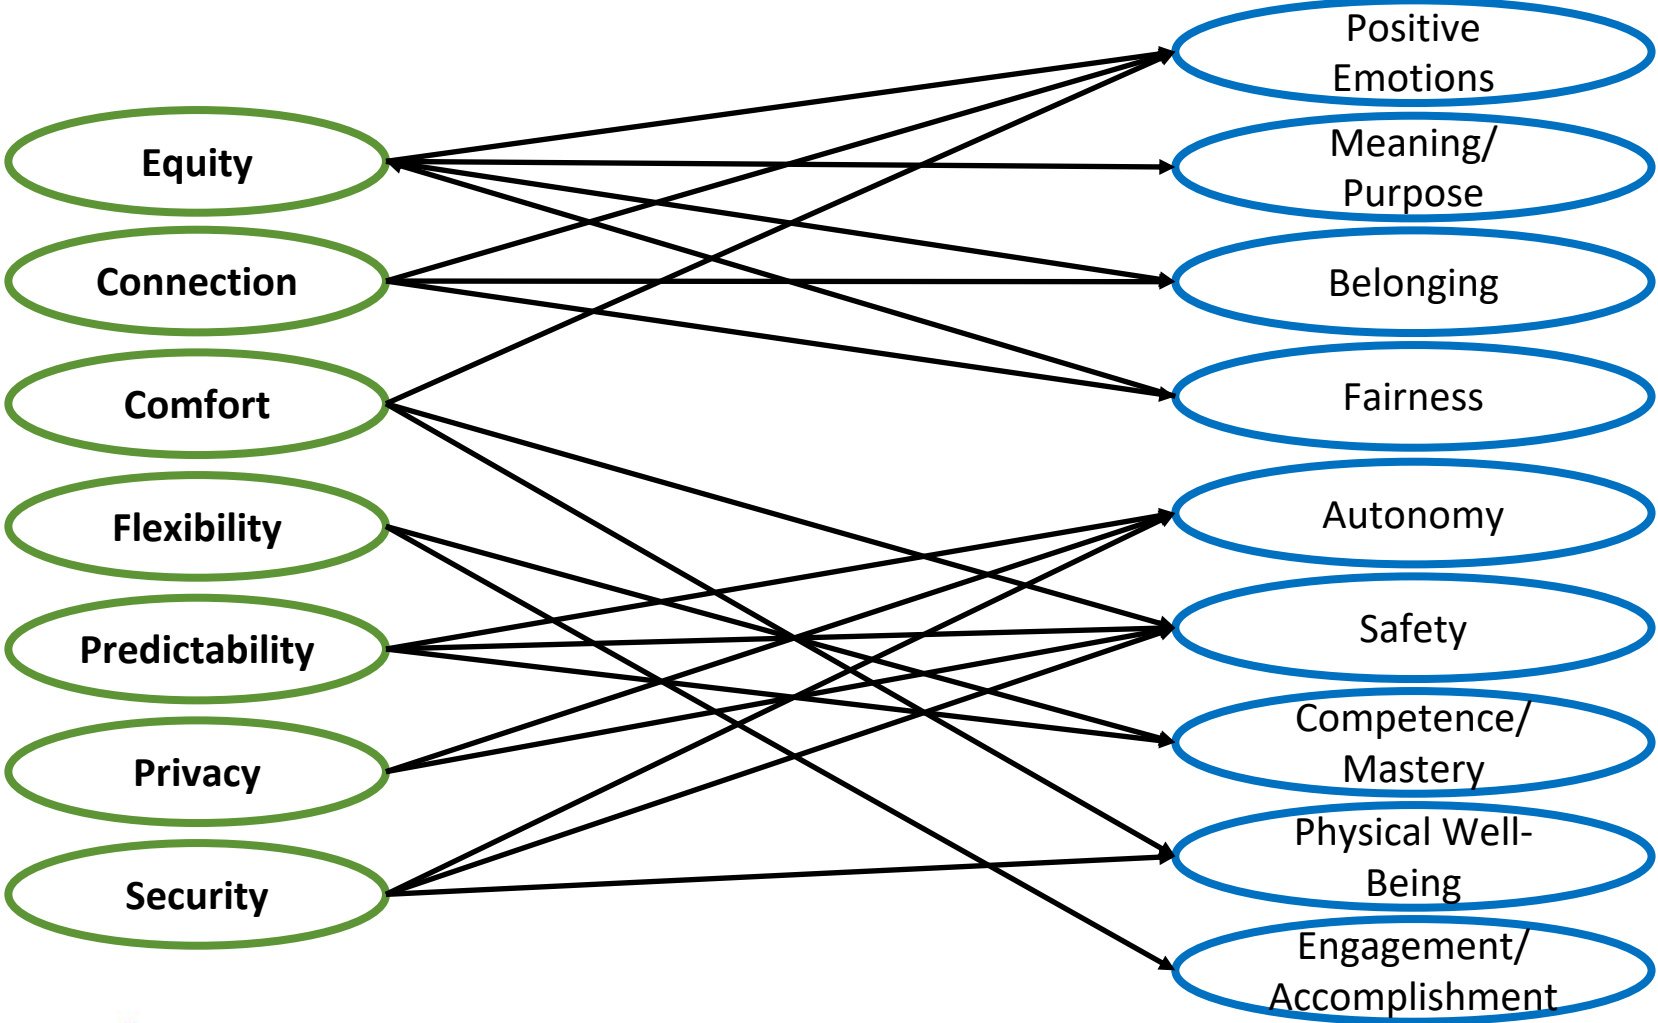 Equity
Connection
Comfort
Flexibility
Predictability
Privacy
Security
Positive
Emotions
Meaning/
Purpose
Belonging
Fairness
Autonomy
Safety
Competence/
Mastery
Physical Well-
Being
Engagement/
Accomplishment